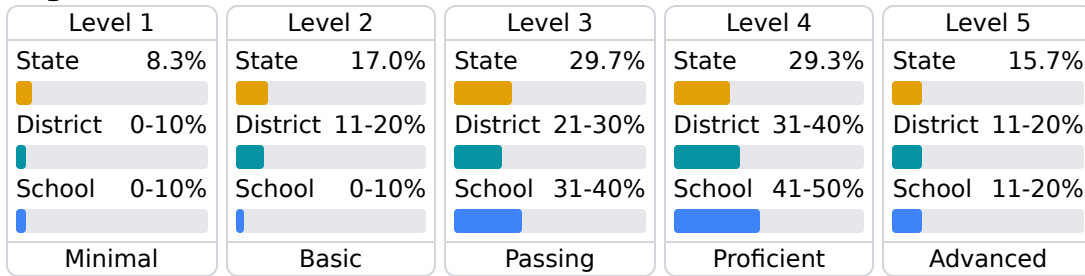 Level 1
State 8.3%
District 0-10%
School 0-10%
Minimal
Level 2
State 17.0%
District 11-20%
School 0-10%
Basic
Level 3
State 29.7%
District 21-30%
School 31-40%
Passing
Level 4
State 29.3%
District 31-40%
School 41-50%
Proficient
Level 5
State 15.7%
District 11-20%
School 11-20%
Advanced